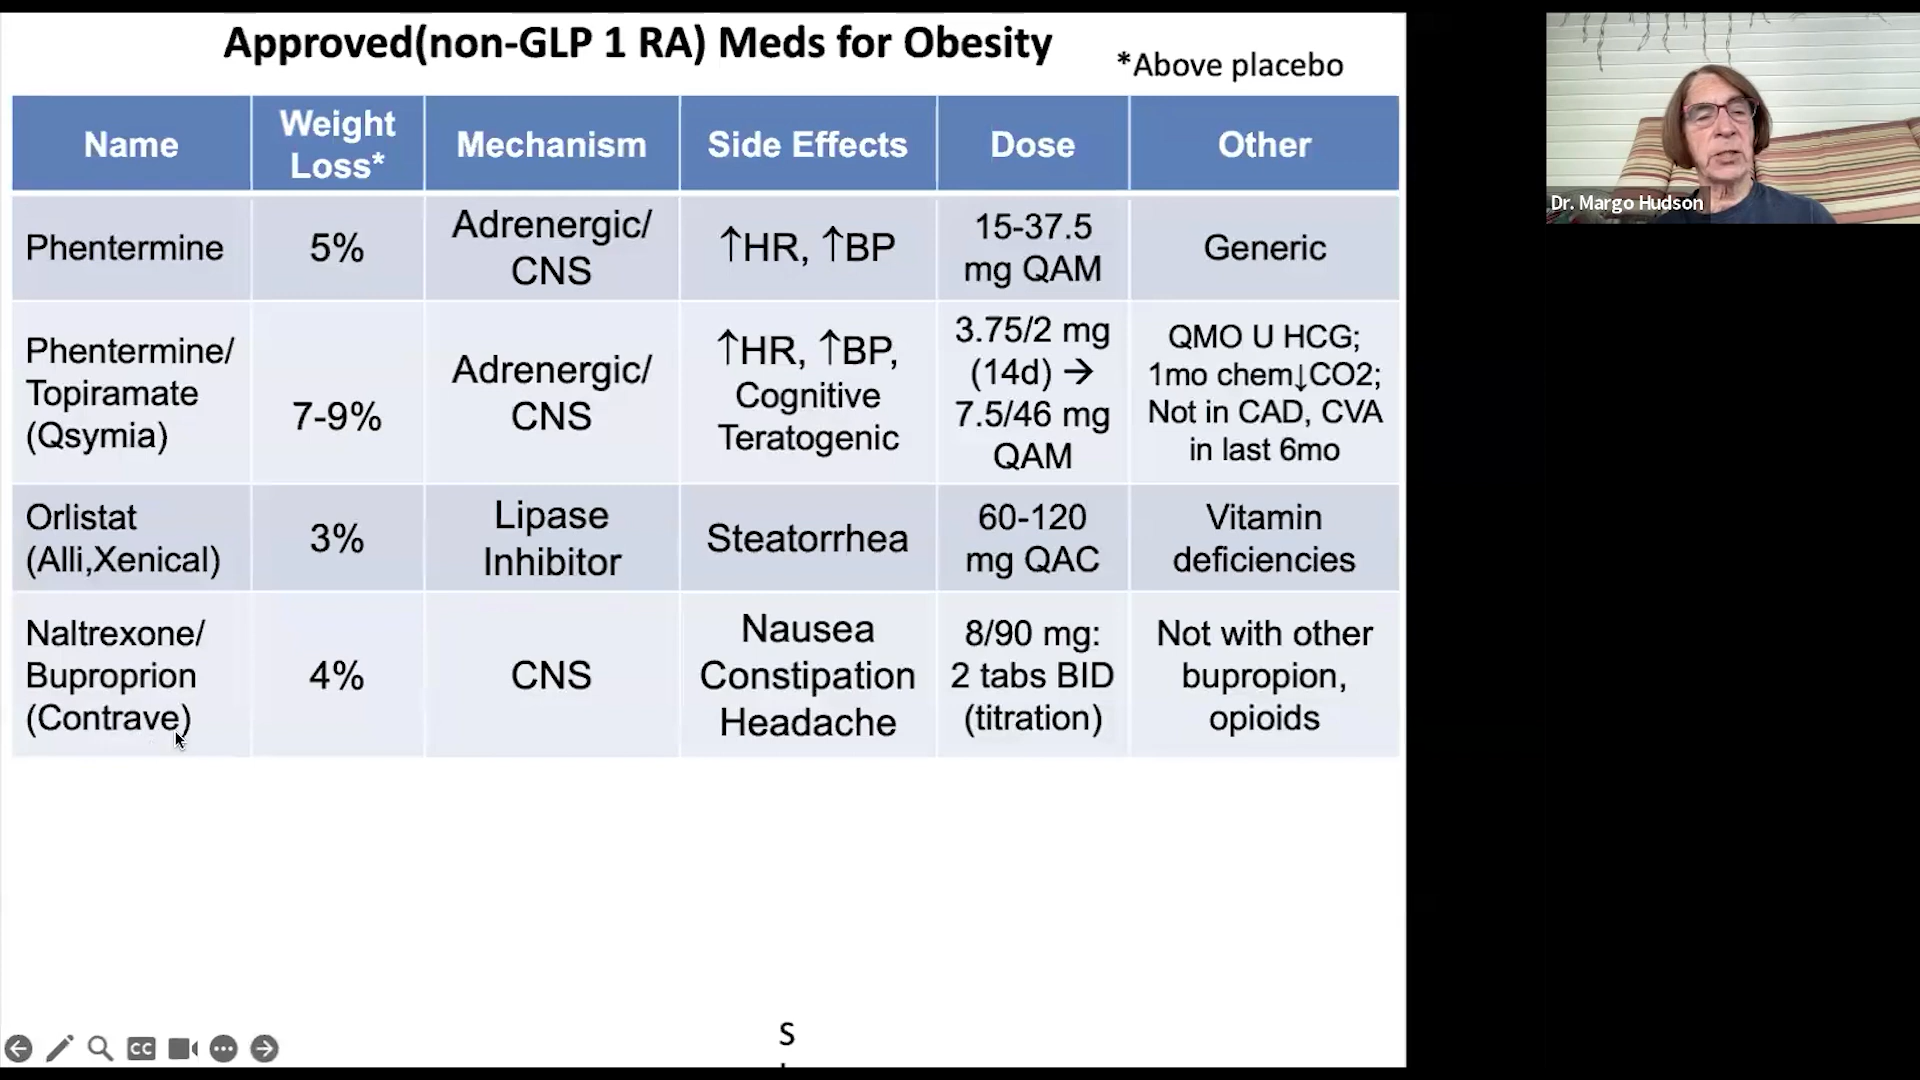 Approved(non-GLP 1 RA) Meds for Obesity
*Above placebo
Name
Weight
Loss*
Mechanism
Side Effects
Dose
Other
Phentermine
5%
Adrenergic/
CNS
↑HR, ↑BP
15-37.5
mg QAM
Generic
Phentermine/
Topiramate
(Qsymia)
7-9%
Adrenergic/
CNS
↑HR, ↑BP,
Cognitive
Teratogenic
3.75/2 mg
(14d) →
7.5/46 mg
QAM
QMO U HCG;
1mo chem↓CO2;
Not in CAD, CVA
in last 6mo
Orlistat
(Alli,Xenical)
3%
Lipase
Inhibitor
Steatorrhea
60-120
mg QAC
Vitamin
deficiencies
Naltrexone/
Buproprion
(Contrave)
4%
CNS
Nausea
Constipation
Headache
8/90 mg:
2 tabs BID
(titration)
Not with other
bupropion,
opioids
S
CC
Dr. Margo Hudson